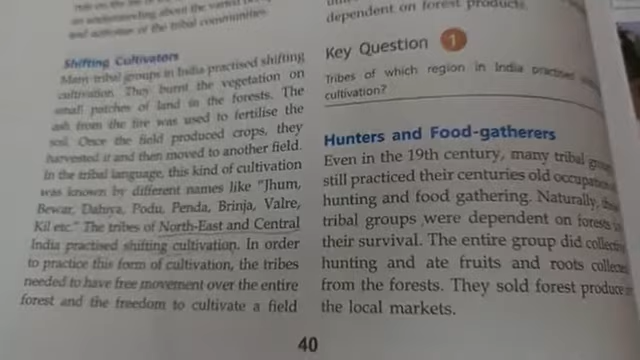 an understanding about the varied
and activities of the tribal communities.
Shifting Cultivators
Many tribal groups in India practised shifting
cultivation. They burnt the vegetation on
small patches of land in the forests. The
ash from the fire was used to fertilise the
soil. Once the field produced crops, they
harvested it and then moved to another field.
In the tribal language, this kind of cultivation
was known by different names like "Jhum,
Bewar, Dahiya, Podu, Penda, Brinja, Valre,
Kil etc." The tribes of North-East and Central
India practised shifting cultivation. In order
to practice this form of cultivation, the tribes
needed to have free movement over the entire
forest and the freedom to cultivate a field
dependent on forest products.
Key Question 1
Tribes of which region in India practised
cultivation?
Hunters and Food-gatherers
Even in the 19th century, many tribal
still practiced their centuries old
hunting and food gathering. Naturally,
tribal groups were dependent on forests
their survival. The entire group did
hunting and ate fruits and roots
from the forests. They sold forest produce
the local markets.
40